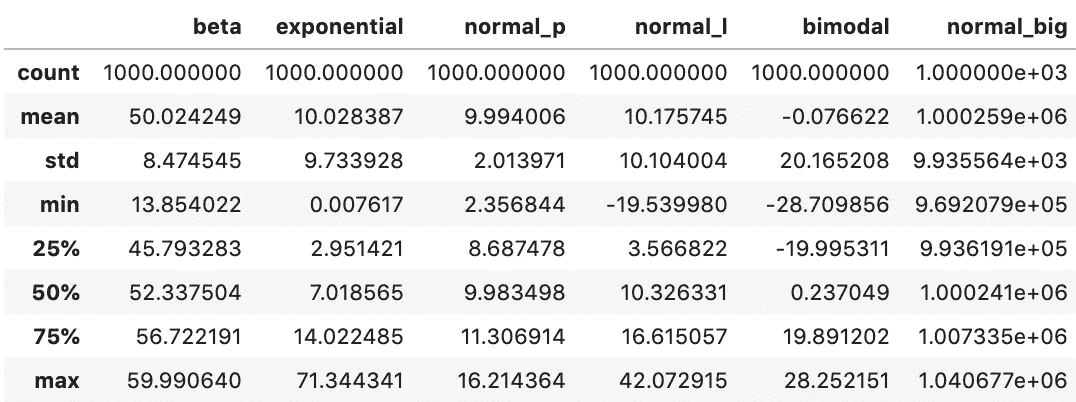 beta exponential normal_p normal_l bimodal normal_big
count 1000.000000 1000.000000 1000.000000 1000.000000 1000.000000 1.000000e+03
mean 50.024249 10.028387 9.994006 10.175745 -0.076622 1.000259e+06
std 8.474545 9.733928 2.013971 10.104004 20.165208 9.935564e+03
min 13.854022 0.007617 2.356844 -19.539980 -28.709856 9.692079e+05
25% 45.793283 2.951421 8.687478 3.566822 -19.995311 9.936191e+05
50% 52.337504 7.018565 9.983498 10.326331 0.237049 1.000241e+06
75% 56.722191 14.022485 11.306914 16.615057 19.891202 1.007335e+06
max 59.990640 71.344341 16.214364 42.072915 28.252151 1.040677e+06